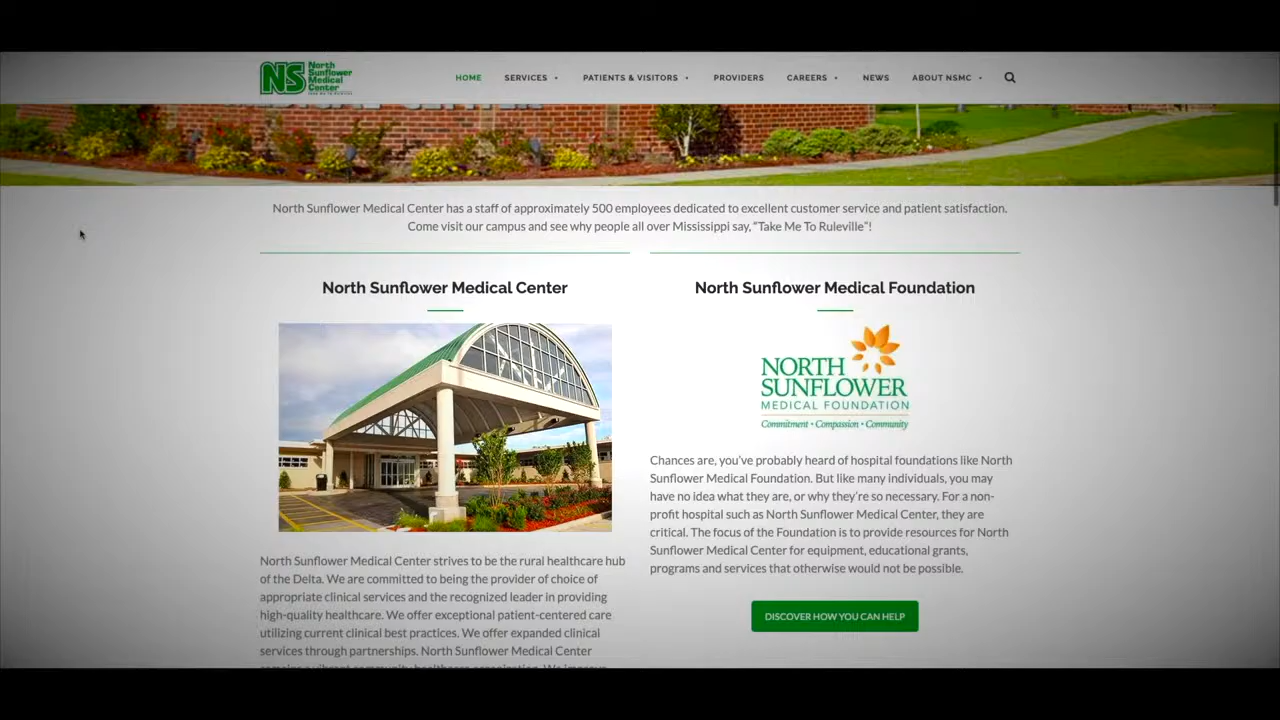 North
Sunflower
Medical
Center
NS
HOME SERVICES PATIENTS & VISITORS PROVIDERS CAREERS NEWS ABOUT NSMC
North Sunflower Medical Center has a staff of approximately 500 employees dedicated to excellent customer service and patient satisfaction.
Come visit our campus and see why people all over Mississippi say, “Take Me To Ruleville”!
North Sunflower Medical Center
North Sunflower Medical Center strives to be the rural healthcare hub
of the Delta. We are committed to being the provider of choice of
appropriate clinical services and the recognized leader in providing
high-quality healthcare. We offer exceptional patient-centered care
utilizing current clinical best practices. We offer expanded clinical
services through partnerships. North Sunflower Medical Center
North Sunflower Medical Foundation
NORTH
SUNFLOWER
MEDICAL FOUNDATION
Commitment • Compassion • Community
Chances are, you’ve probably heard of hospital foundations like North
Sunflower Medical Foundation. But like many individuals, you may
have no idea what they are, or why they’re so necessary. For a non-
profit hospital such as North Sunflower Medical Center, they are
critical. The focus of the Foundation is to provide resources for North
Sunflower Medical Center for equipment, educational grants,
programs and services that otherwise would not be possible.
DISCOVER HOW YOU CAN HELP